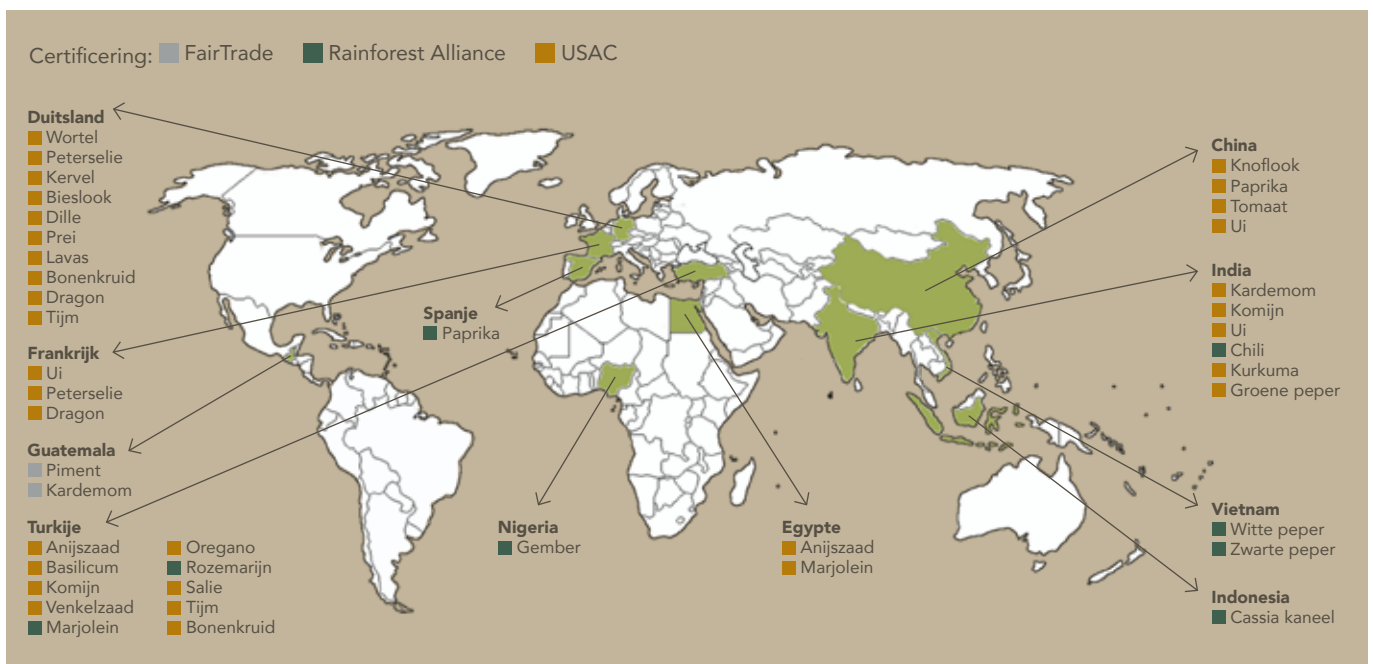 Certificering: FairTrade Rainforest Alliance USAC
Duitsland
Wortel
Peterselie
Kervel
Bieslook
Dille
Prei
Lavas
Bonenkruid
Dragon
Tijm
Frankrijk
Ui
Peterselie
Dragon
Guatemala
Piment
Kardemom
Turkije
Anijszaad
Basilicum
Komijn
Venkelzaad
Marjolein
Oregano
Rozemarijn
Salie
Tijm
Bonenkruid
Spanje
Paprika
Nigeria
Gember
Egypte
Anijszaad
Marjolein
China
Knoflook
Paprika
Tomaat
Ui
India
Kardemom
Komijn
Ui
Chili
Kurkuma
Groene peper
Vietnam
Witte peper
Zwarte peper
Indonesia
Cassia kaneel